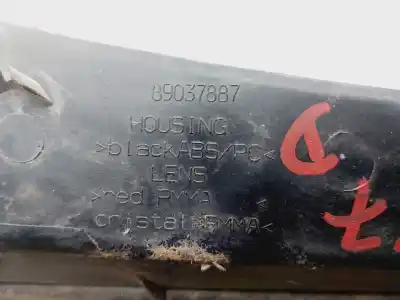 89037887
HOUSING
>blackABS/PC<
LENS
>red PMMA
cristal PMMA<
D